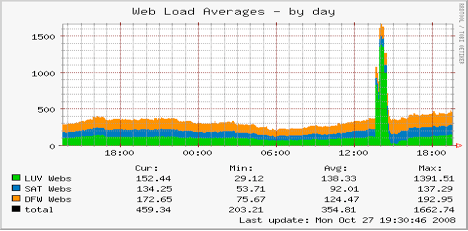 Web Load Averages - by day
RRDTOOL / TOBI OETIKER
1500
1000
500
0
18:00 00:00 06:00 12:00 18:00
Cur: Min: Avg: Max:
LUV Webs 152.44 29.12 138.33 1391.51
SAT Webs 134.25 53.71 92.01 137.29
DFW Webs 172.65 75.67 124.47 192.95
total 459.34 203.21 354.81 1662.74
Last update: Mon Oct 27 19:30:46 2008